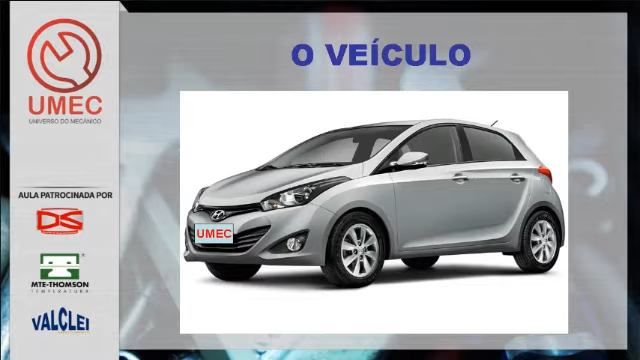 UMEC
UNIVERSO DO MECÂNICO
AULA PATROCINADA POR
DS
MTE-THOMSON
TEMPERATURA
VALCLEI
O VEÍCULO
UMEC